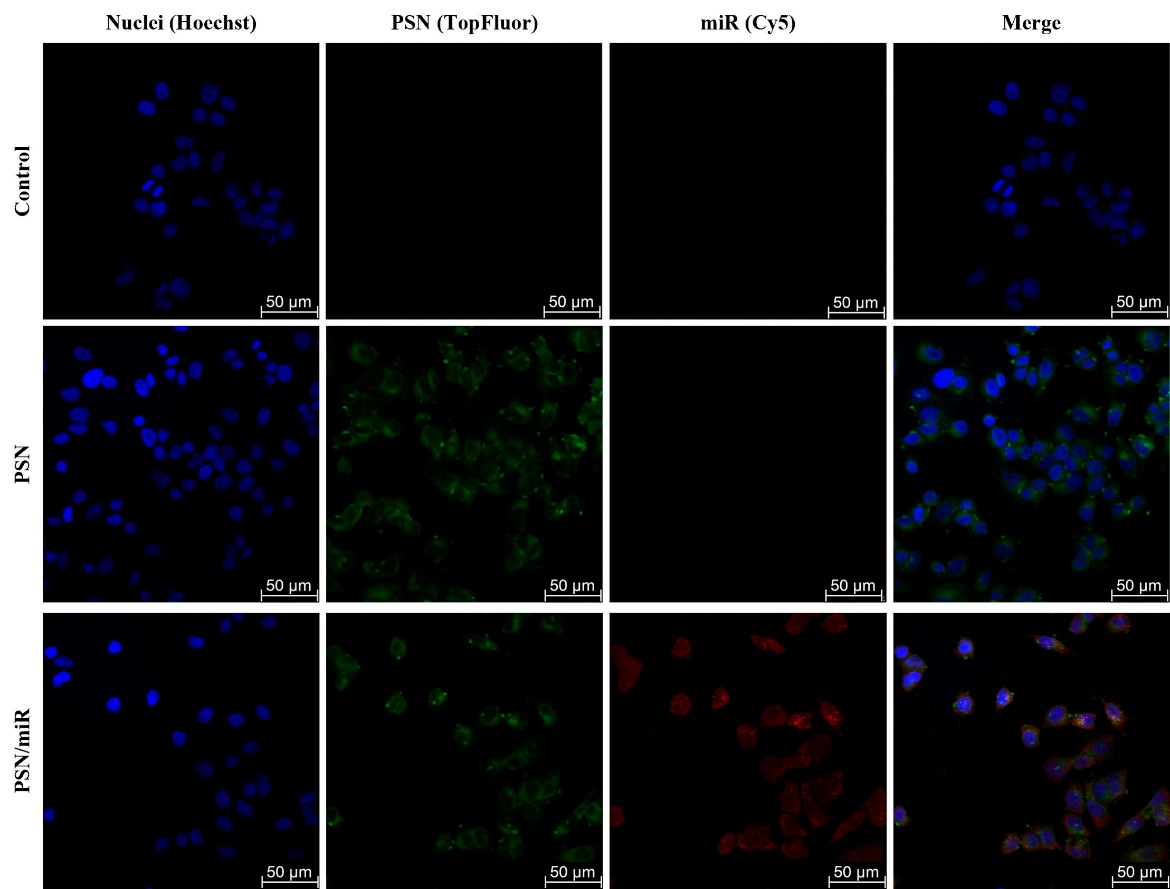 Nuclei (Hoechst) PSN (TopFluor) miR (Cy5) Merge
Control
50 µm 50 µm 50 µm 50 µm
PSN
50 µm 50 µm 50 µm 50 µm
PSN/miR
50 µm 50 µm 50 µm 50 µm